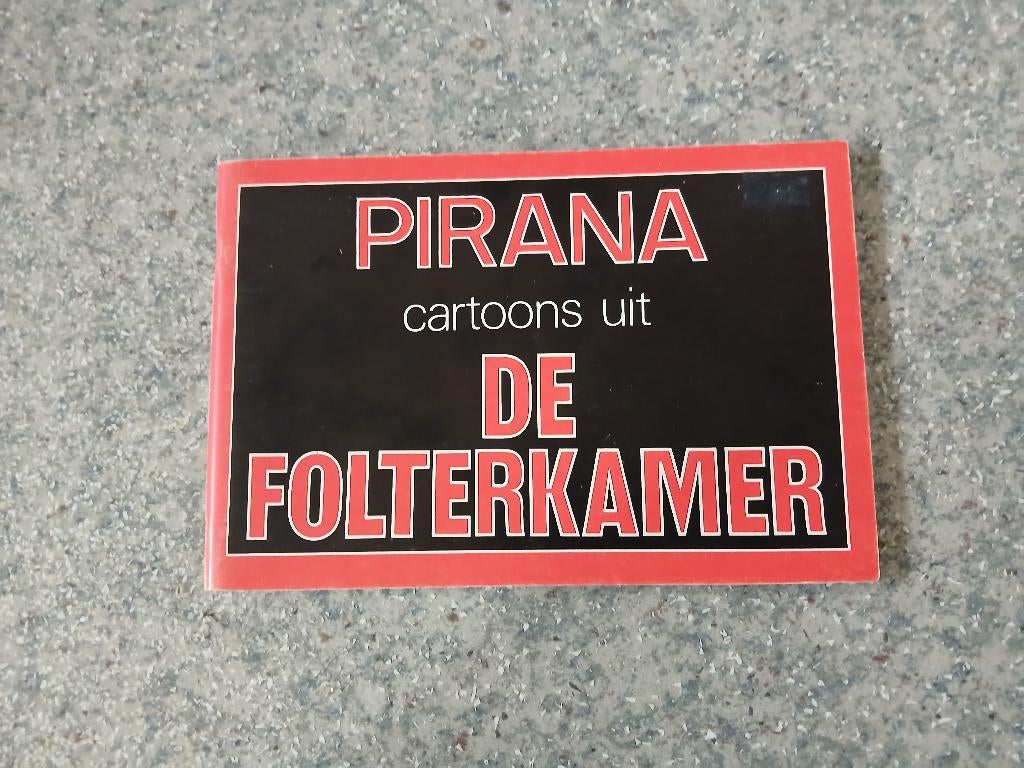 PIRANA
cartoons uit
DE
FOLTERKAMER